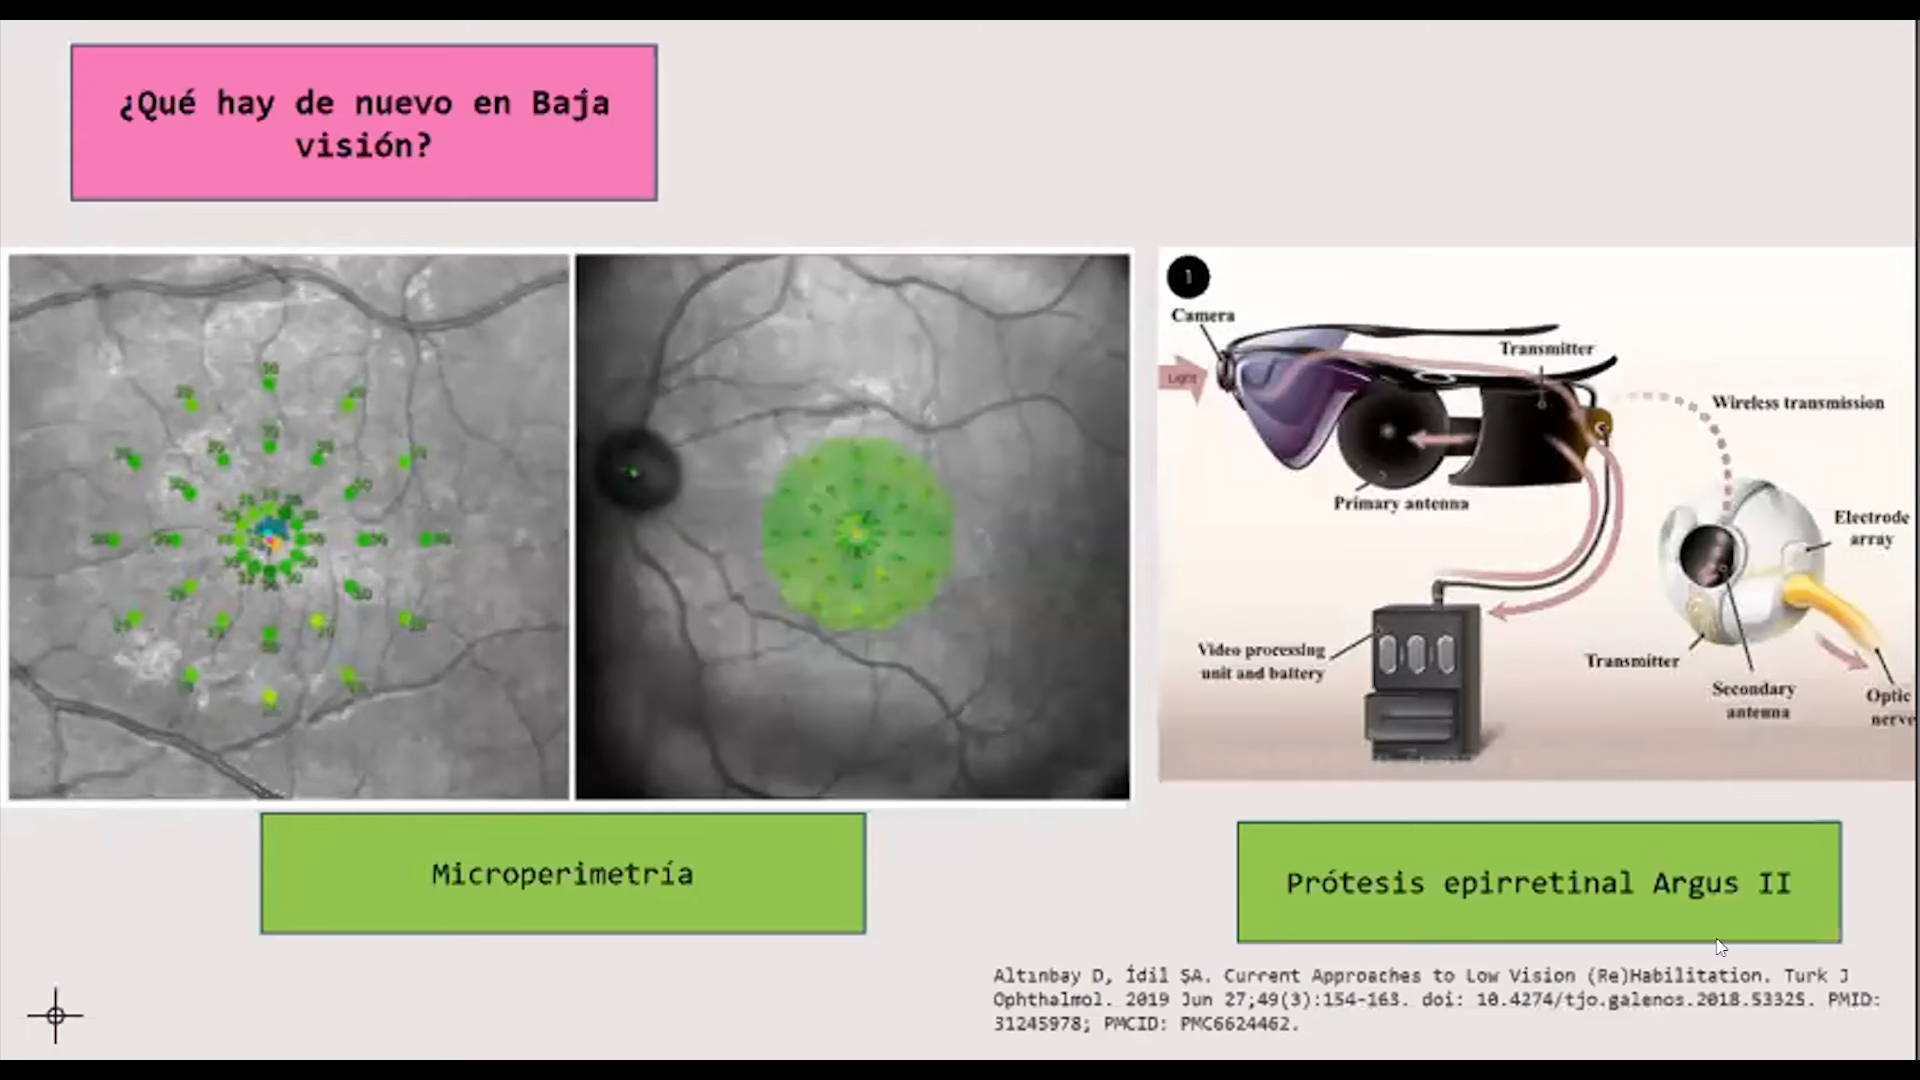 ¿Qué hay de nuevo en Baja
visión?
1
Camera
Light
Transmitter
Wireless transmission
Primary antenna
Electrode
array
Video processing
unit and battery
Transmitter
Secondary
antenna
Optic
nerve
Microperimetría
Prótesis epirretinal Argus II
Altınbay D, İdil ŞA. Current Approaches to Low Vision (Re)Habilitation. Turk J
Ophthalmol. 2019 Jun 27;49(3):154-163. doi: 10.4274/tjo.galenos.2018.53325. PMID:
31245978; PMCID: PMC6624462.